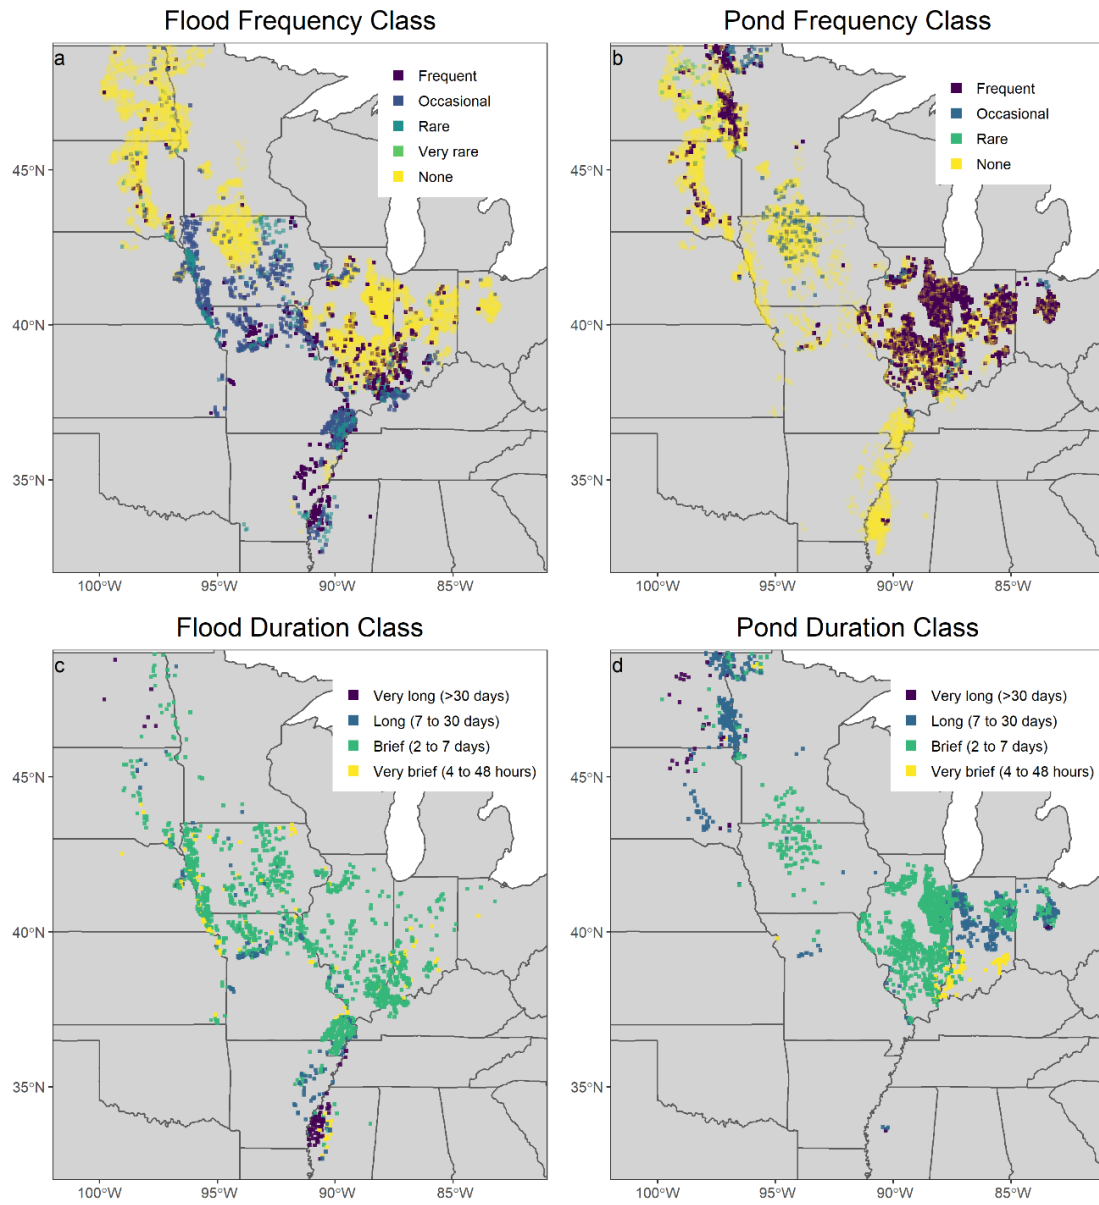 Flood Frequency Class
a
Frequent
Occasional
Rare
Very rare
None
45°N
40°N
35°N
100°W 95°W 90°W 85°W
Pond Frequency Class
b
Frequent
Occasional
Rare
None
45°N
40°N
35°N
100°W 95°W 90°W 85°W
Flood Duration Class
c
Very long (>30 days)
Long (7 to 30 days)
Brief (2 to 7 days)
Very brief (4 to 48 hours)
45°N
40°N
35°N
100°W 95°W 90°W 85°W
Pond Duration Class
d
Very long (>30 days)
Long (7 to 30 days)
Brief (2 to 7 days)
Very brief (4 to 48 hours)
45°N
40°N
35°N
100°W 95°W 90°W 85°W